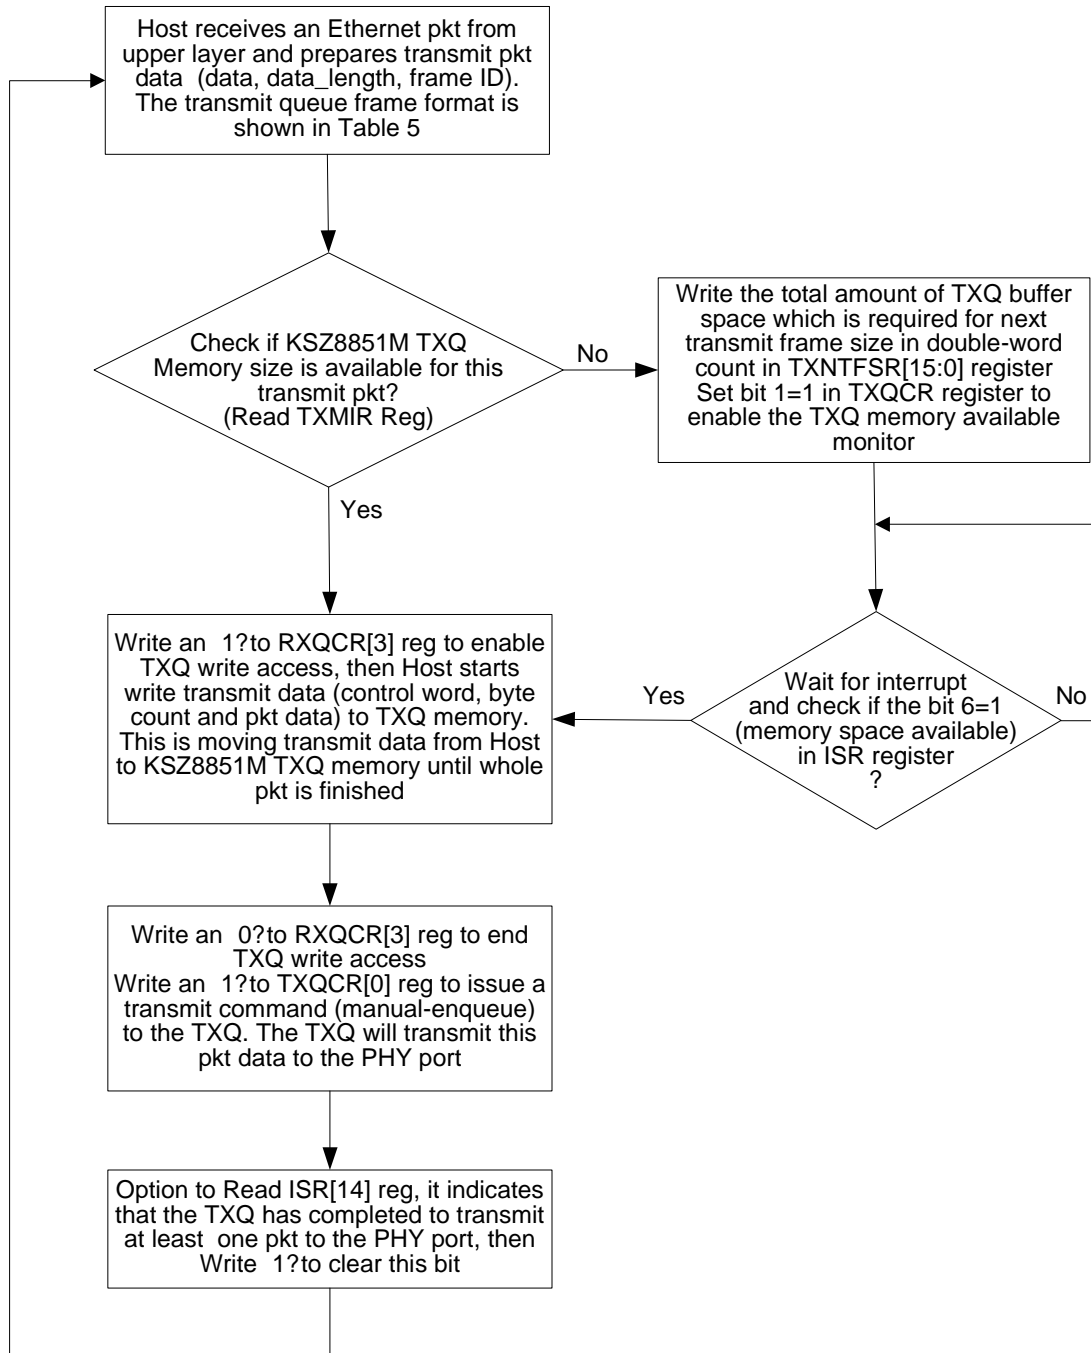 Host receives an Ethernet pkt from
upper layer and prepares transmit pkt
data (data, data_length, frame ID).
The transmit queue frame format is
shown in Table 5
Check if KSZ8851M TXQ
Memory size is available for this
transmit pkt?
(Read TXMIR Reg)
No
Write the total amount of TXQ buffer
space which is required for next
transmit frame size in double-word
count in TXNTFSR[15:0] register
Set bit 1=1 in TXQCR register to
enable the TXQ memory available
monitor
Yes
Write an 1?to RXQCR[3] reg to enable
TXQ write access, then Host starts
write transmit data (control word, byte
count and pkt data) to TXQ memory.
This is moving transmit data from Host
to KSZ8851M TXQ memory until whole
pkt is finished
Yes
Wait for interrupt
and check if the bit 6=1
(memory space available)
in ISR register
?
No
Write an 0?to RXQCR[3] reg to end
TXQ write access
Write an 1?to TXQCR[0] reg to issue a
transmit command (manual-enqueue)
to the TXQ. The TXQ will transmit this
pkt data to the PHY port
Option to Read ISR[14] reg, it indicates
that the TXQ has completed to transmit
at least one pkt to the PHY port, then
Write 1?to clear this bit